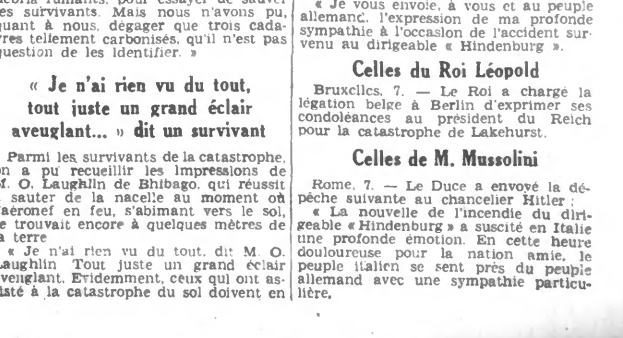 les survivants. Mais nous n'avons pu,
quant à nous, dégager que trois cada-
vres tellement carbonisés, qu'il n'est pas
question de les identifier. »
« Je n'ai rien vu du tout,
tout juste un grand éclair
aveuglant... » dit un survivant
Parmi les survivants de la catastrophe,
on a pu recueillir les impressions de
M. O. Laughlin de Bhibago, qui réussit
à sauter de la nacelle au moment où
l'aéronef en feu, s'abimant vers le sol,
se trouvait encore à quelques mètres de
la terre
« Je n'ai rien vu du tout, dit M. O.
Laughlin Tout juste un grand éclair
aveuglant. Evidemment, ceux qui ont as-
sisté à la catastrophe du sol doivent en
« Je vous envoie, à vous et au peuple
allemand, l'expression de ma profonde
sympathie à l'occasion de l'accident sur-
venu au dirigeable « Hindenburg ».
Celles du Roi Léopold
Bruxelles, 7. — Le Roi a chargé la
légation belge à Berlin d'exprimer ses
condoléances au président du Reich
pour la catastrophe de Lakehurst.
Celles de M. Mussolini
Rome, 7. — Le Duce a envoyé la dé-
pêche suivante au chancelier Hitler :
« La nouvelle de l'incendie du diri-
geable « Hindenburg » a suscité en Italie
une profonde émotion. En cette heure
douloureuse pour la nation amie, le
peuple italien se sent près du peuple
allemand avec une sympathie particu-
lière.